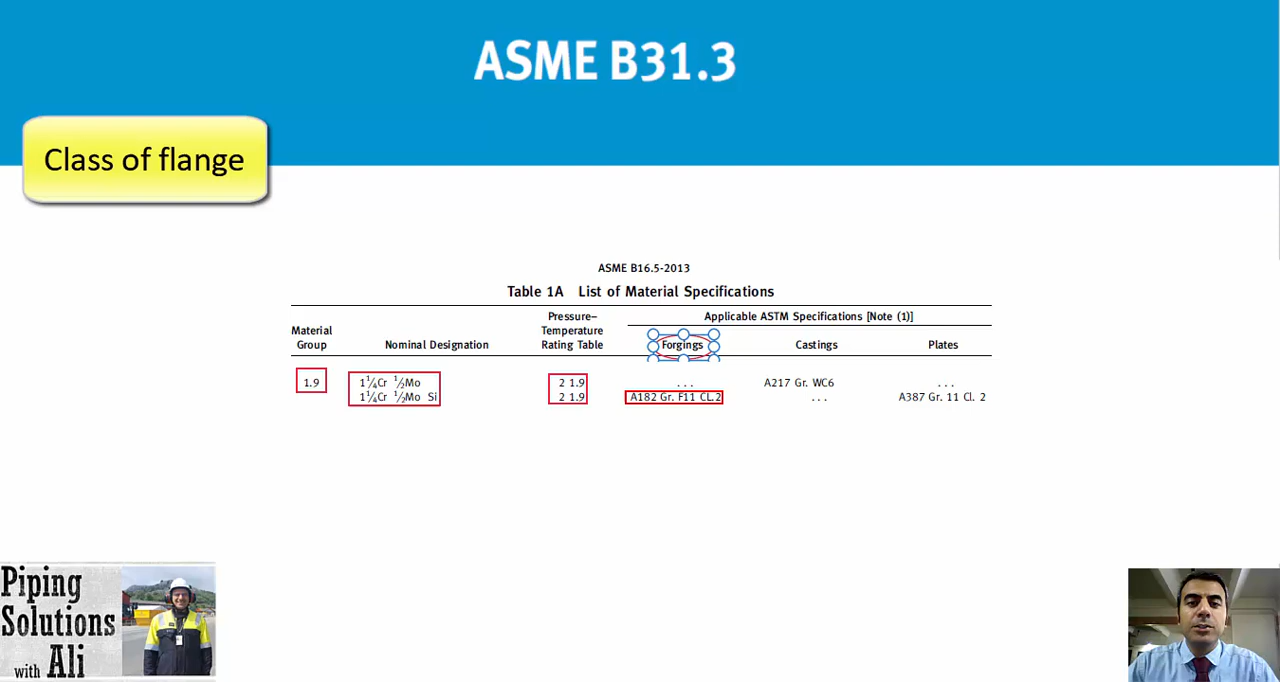 ASME B31.3
Class of flange
ASME B16.5-2013
Table 1A List of Material Specifications
Material Group
Nominal Designation
Pressure–Temperature Rating Table
Applicable ASTM Specifications [Note (1)]
Forgings
Castings
Plates
1.9 1¼Cr ½Mo 2 1.9 ... A217 Gr. WC6 ...
1¼Cr ½Mo Si 2 1.9 A182 Gr. F11 CL.2 ... A387 Gr. 11 Cl. 2
Piping
Solutions
with Ali